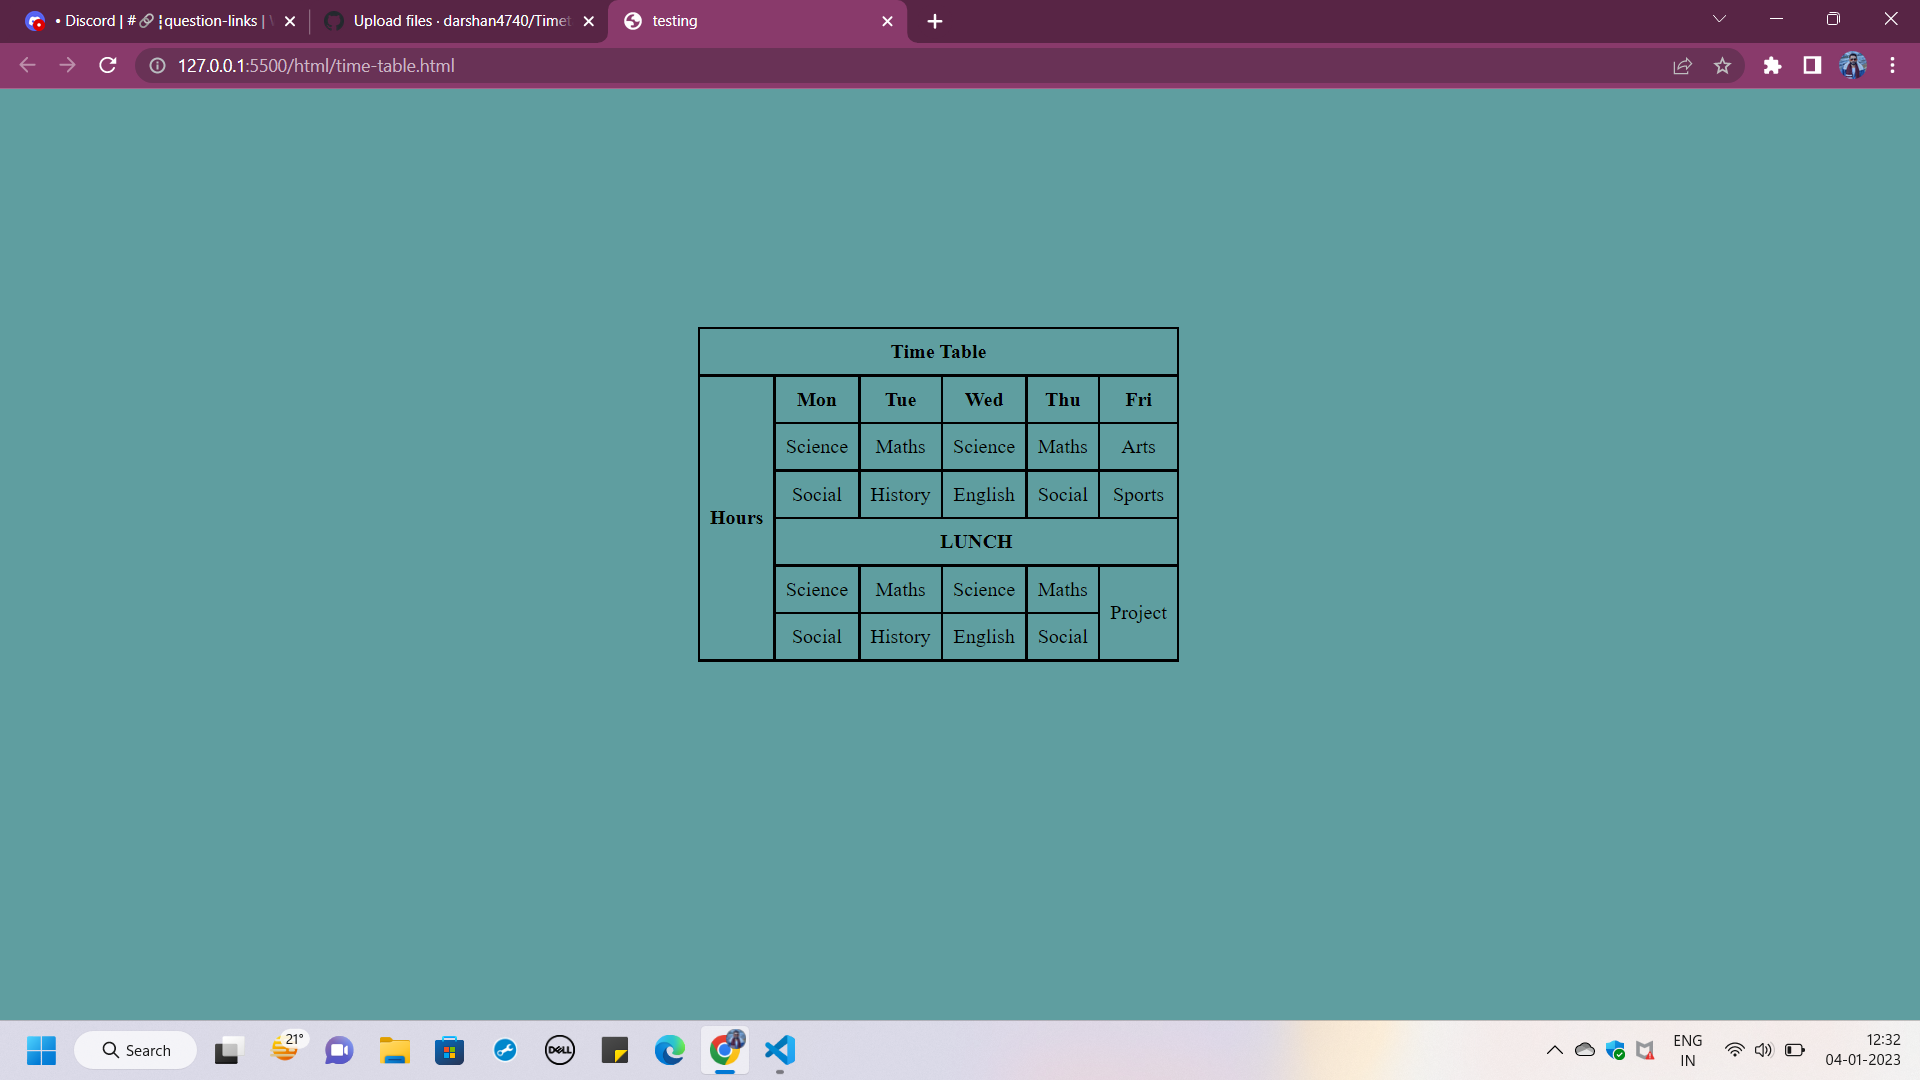 • Discord | # ¦question-links |
Upload files · darshan4740/Timet
testing
127.0.0.1:5500/html/time-table.html
Time Table
Hours Mon Tue Wed Thu Fri
Science Maths Science Maths Arts
Social History English Social Sports
LUNCH
Science Maths Science Maths Project
Social History English Social
21°
Search
DELL
ENG
IN
12:32
04-01-2023